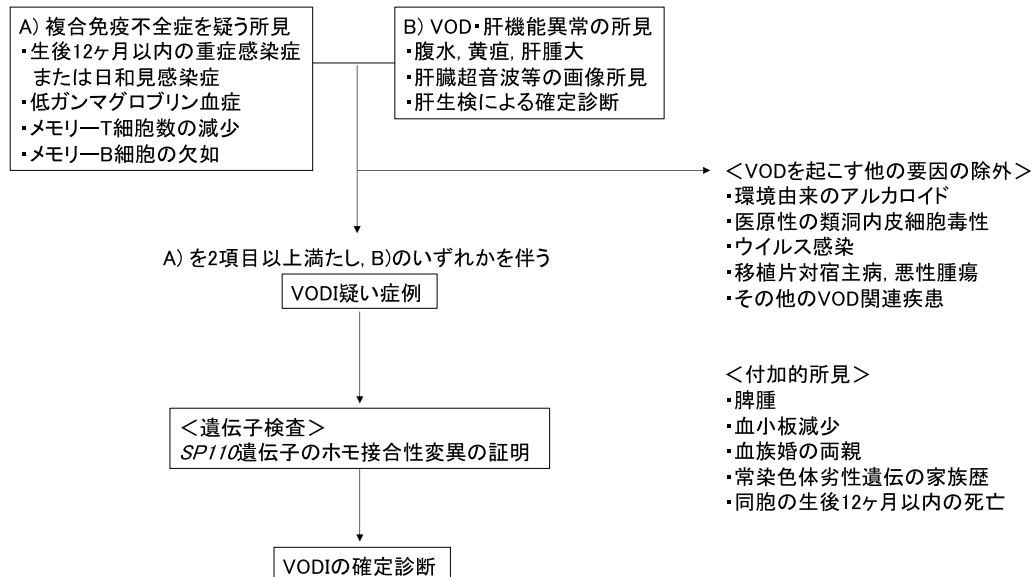 A) 複合免疫不全症を疑う所見
・生後12ヶ月以内の重症感染症
または日和見感染症
・低ガンマグロブリン血症
・メモリーT細胞数の減少
・メモリーB細胞の欠如
B) VOD・肝機能異常の所見
・腹水, 黄疸, 肝腫大
・肝臓超音波等の画像所見
・肝生検による確定診断
＜VODを起こす他の要因の除外＞
・環境由来のアルカロイド
・医原性の類洞内皮細胞毒性
・ウイルス感染
・移植片対宿主病, 悪性腫瘍
・その他のVOD関連疾患
A) を2項目以上満たし, B)のいずれかを伴う
VODI疑い症例
＜付加的所見＞
・脾腫
・血小板減少
・血族婚の両親
・常染色体劣性遺伝の家族歴
・同胞の生後12ヶ月以内の死亡
＜遺伝子検査＞
SP110遺伝子のホモ接合性変異の証明
VODIの確定診断